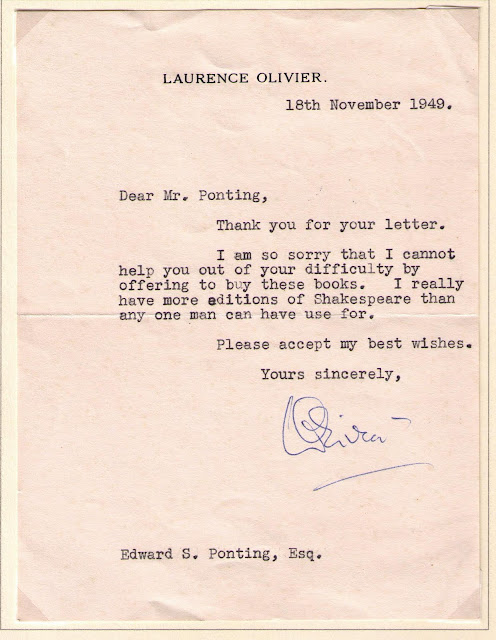 LAURENCE OLIVIER.
18th November 1949.
Dear Mr. Ponting,
Thank you for your letter.
I am so sorry that I cannot
help you out of your difficulty by
offering to buy these books. I really
have more editions of Shakespeare than
any one man can have use for.
Please accept my best wishes.
Yours sincerely,
LOlivier
Edward S. Ponting, Esq.